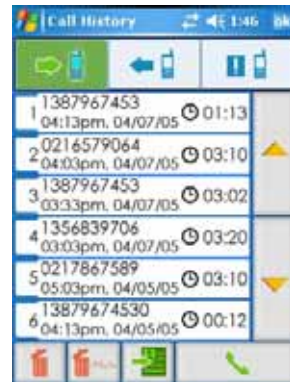 Call History 1:46 ok
1 1387967453 01:13
04:13pm, 04/07/05
2 0216579064 03:10
04:03pm, 04/07/05
3 1387967453 03:02
03:33pm, 04/07/05
4 1356839706 03:20
03:03pm, 04/07/05
5 0217867589 03:10
05:03pm, 04/05/05
6 13879674530 00:12
04:13pm, 04/05/05